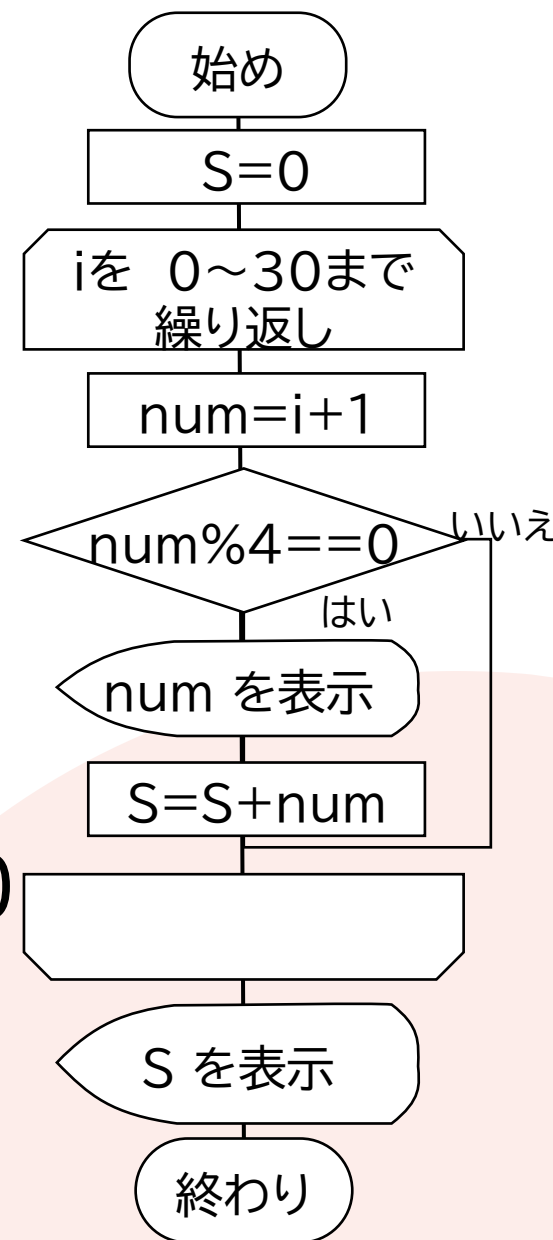 始め
S=0
iを 0～30まで
繰り返し
num=i+1
num%4==0
いいえ
はい
num を表示
S=S+num
S を表示
終わり